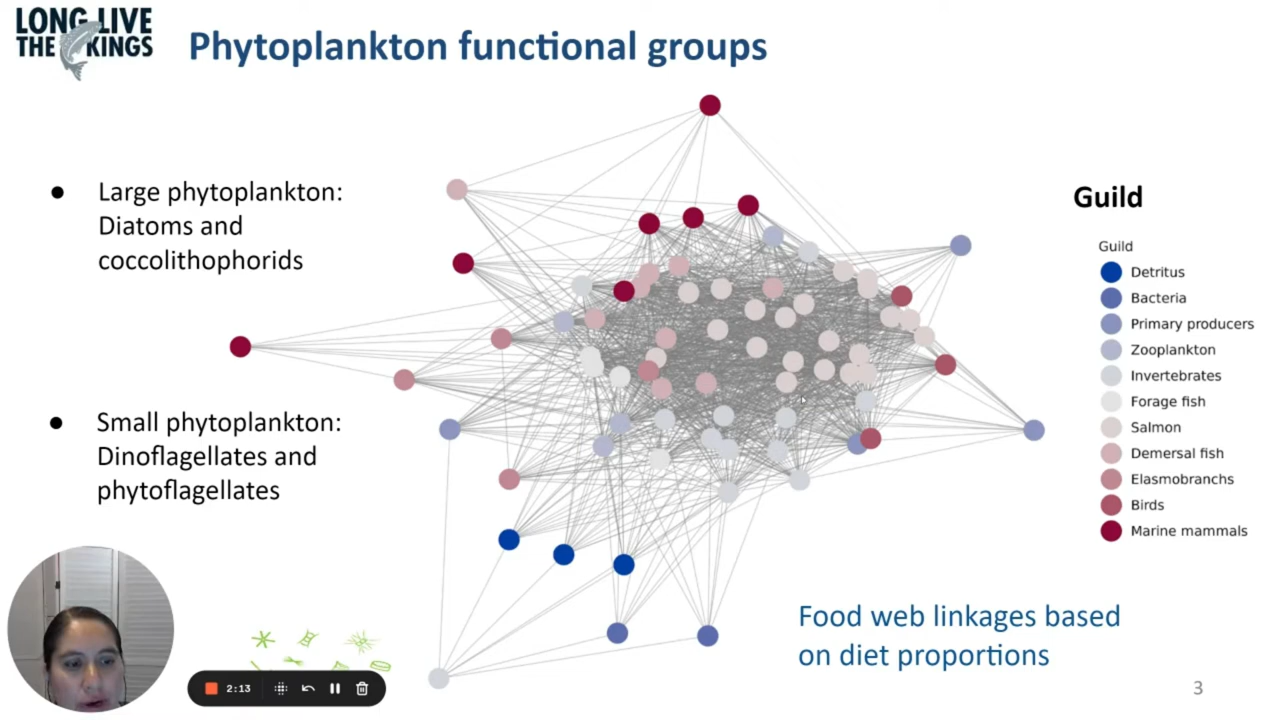 LONG LIVE
THE KINGS
Phytoplankton functional groups
● Large phytoplankton:
Diatoms and
coccolithophorids
● Small phytoplankton:
Dinoflagellates and
phytoflagellates
Guild
Guild
Detritus
Bacteria
Primary producers
Zooplankton
Invertebrates
Forage fish
Salmon
Demersal fish
Elasmobranchs
Birds
Marine mammals
Food web linkages based
on diet proportions
2:13
3